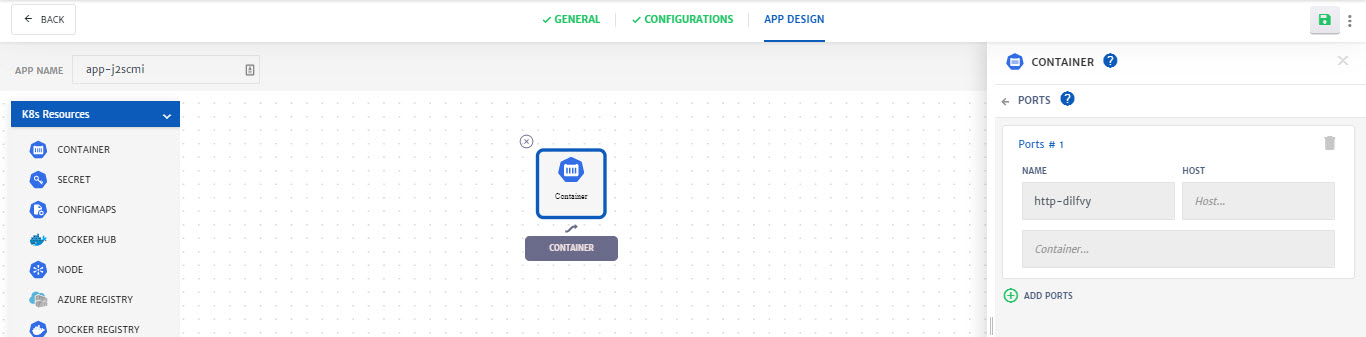 BACK
GENERAL
CONFIGURATIONS
APP DESIGN
APP NAME
app-j2scmi
K8s Resources
CONTAINER
SECRET
CONFIGMAPS
DOCKER HUB
NODE
AZURE REGISTRY
DOCKER REGISTRY
Container
CONTAINER
CONTAINER ?
PORTS ?
Ports # 1
NAME
HOST
http-dilfvy
Host...
Container...
ADD PORTS